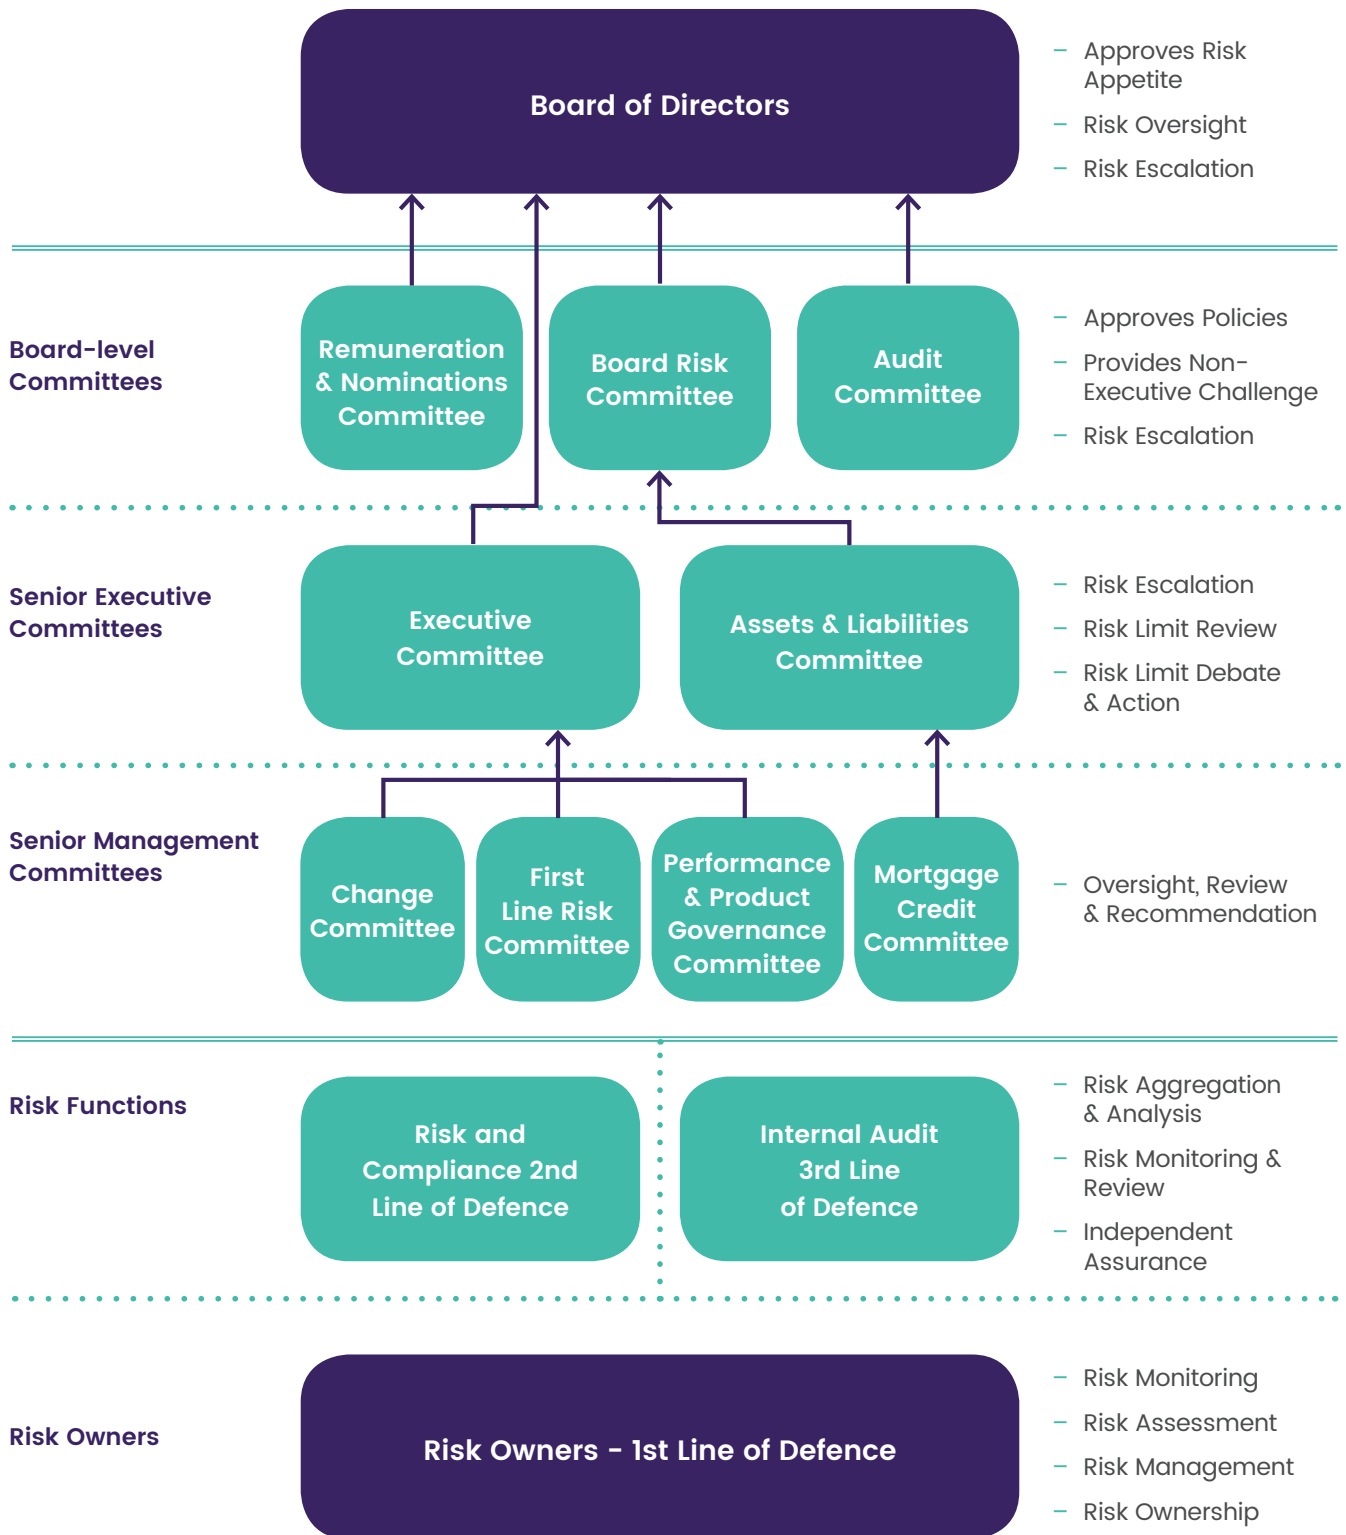 Board of Directors
– Approves Risk
Appetite
– Risk Oversight
– Risk Escalation
Board-level
Committees
Remuneration
& Nominations
Committee
Board Risk
Committee
Audit
Committee
– Approves Policies
– Provides Non-
Executive Challenge
– Risk Escalation
Senior Executive
Committees
Executive
Committee
Assets & Liabilities
Committee
– Risk Escalation
– Risk Limit Review
– Risk Limit Debate
& Action
Senior Management
Committees
Change
Committee
First
Line Risk
Committee
Performance
& Product
Governance
Committee
Mortgage
Credit
Committee
– Oversight, Review
& Recommendation
Risk Functions
Risk and
Compliance 2nd
Line of Defence
Internal Audit
3rd Line
of Defence
– Risk Aggregation
& Analysis
– Risk Monitoring &
Review
– Independent
Assurance
Risk Owners
Risk Owners - 1st Line of Defence
– Risk Monitoring
– Risk Assessment
– Risk Management
– Risk Ownership